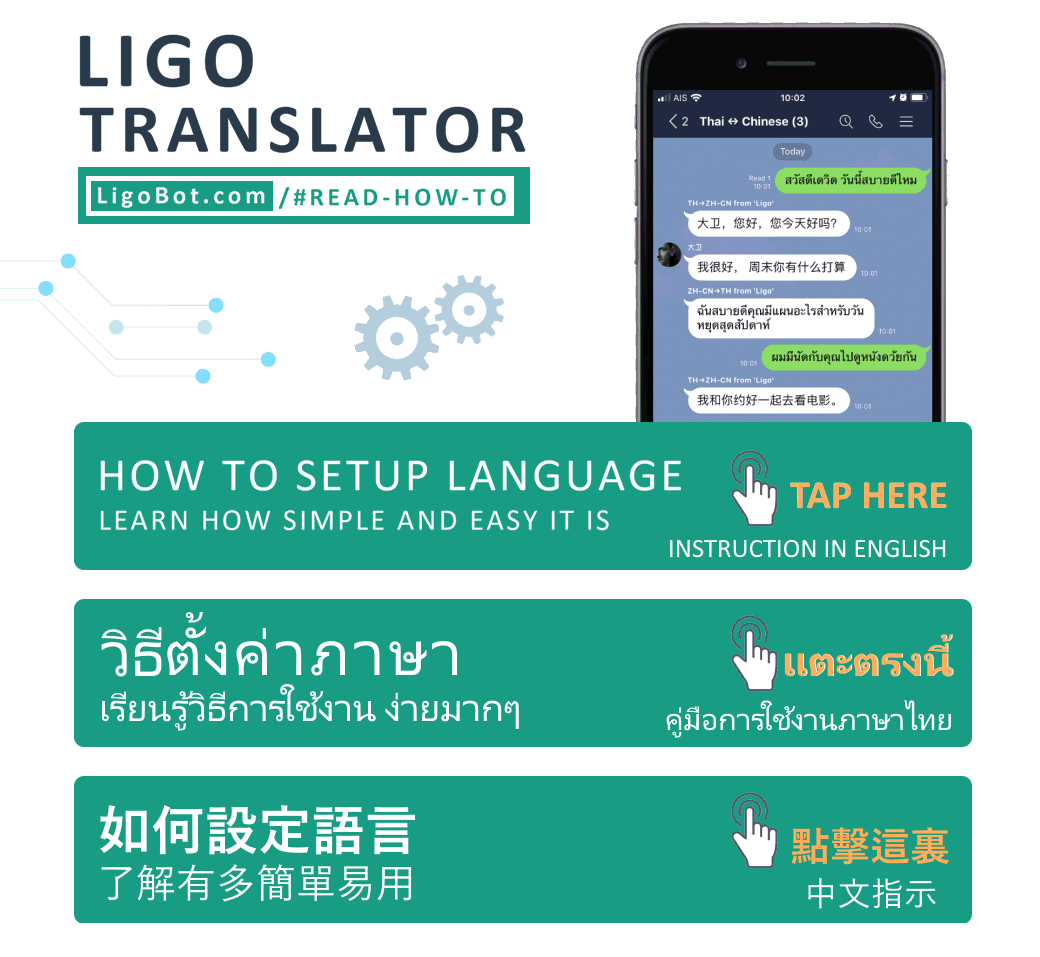 LIGO
TRANSLATOR
LigoBot.com /#READ-HOW-TO
AIS 10:02
2 Thai ↔ Chinese (3)
Today
Read 1
10:01
สวัสดีเดวิด วันนี้สบายดีไหม
TH→ZH-CN from 'Ligo'
大卫，您好，您今天好吗?
10:01
大卫
我很好， 周末你有什么打算
10:01
ZH-CN→TH from 'Ligo'
ฉันสบายดีคุณมีแผนอะไรสำหรับวัน
หยุดสุดสัปดาห์
10:01
10:01
ผมมีนัดกับคุณไปดูหนังดวัยกัน
TH→ZH-CN from 'Ligo'
我和你约好一起去看电影。
10:01
HOW TO SETUP LANGUAGE
LEARN HOW SIMPLE AND EASY IT IS
TAP HERE
INSTRUCTION IN ENGLISH
วิธีตั้งค่าภาษา
เรียนรู้วิธีการใช้งาน ง่ายมากๆ
แตะตรงนี้
คู่มือการใช้งานภาษาไทย
如何設定語言
了解有多簡單易用
點擊這裏
中文指示